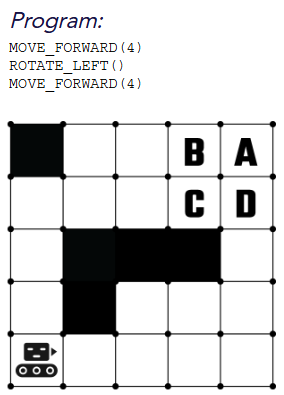 Program:
MOVE_FORWARD(4)
ROTATE_LEFT()
MOVE_FORWARD(4)
B A
C D